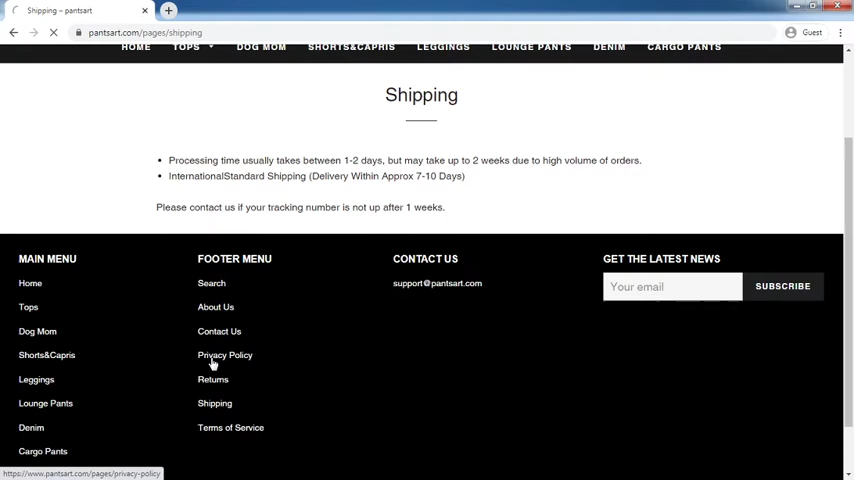 Shipping – pantsart
pantsart.com/pages/shipping
Guest
HOME TOPS DOG MOM SHORTS&CAPRIS LEGGINGS LOUNGE PANTS DENIM CARGO PANTS
Shipping
• Processing time usually takes between 1-2 days, but may take up to 2 weeks due to high volume of orders.
• InternationalStandard Shipping (Delivery Within Approx 7-10 Days)
Please contact us if your tracking number is not up after 1 weeks.
MAIN MENU
Home
Tops
Dog Mom
Shorts&Capris
Leggings
Lounge Pants
Denim
Cargo Pants
FOOTER MENU
Search
About Us
Contact Us
Privacy Policy
Returns
Shipping
Terms of Service
CONTACT US
support@pantsart.com
GET THE LATEST NEWS
Your email SUBSCRIBE
https://www.pantsart.com/pages/privacy-policy